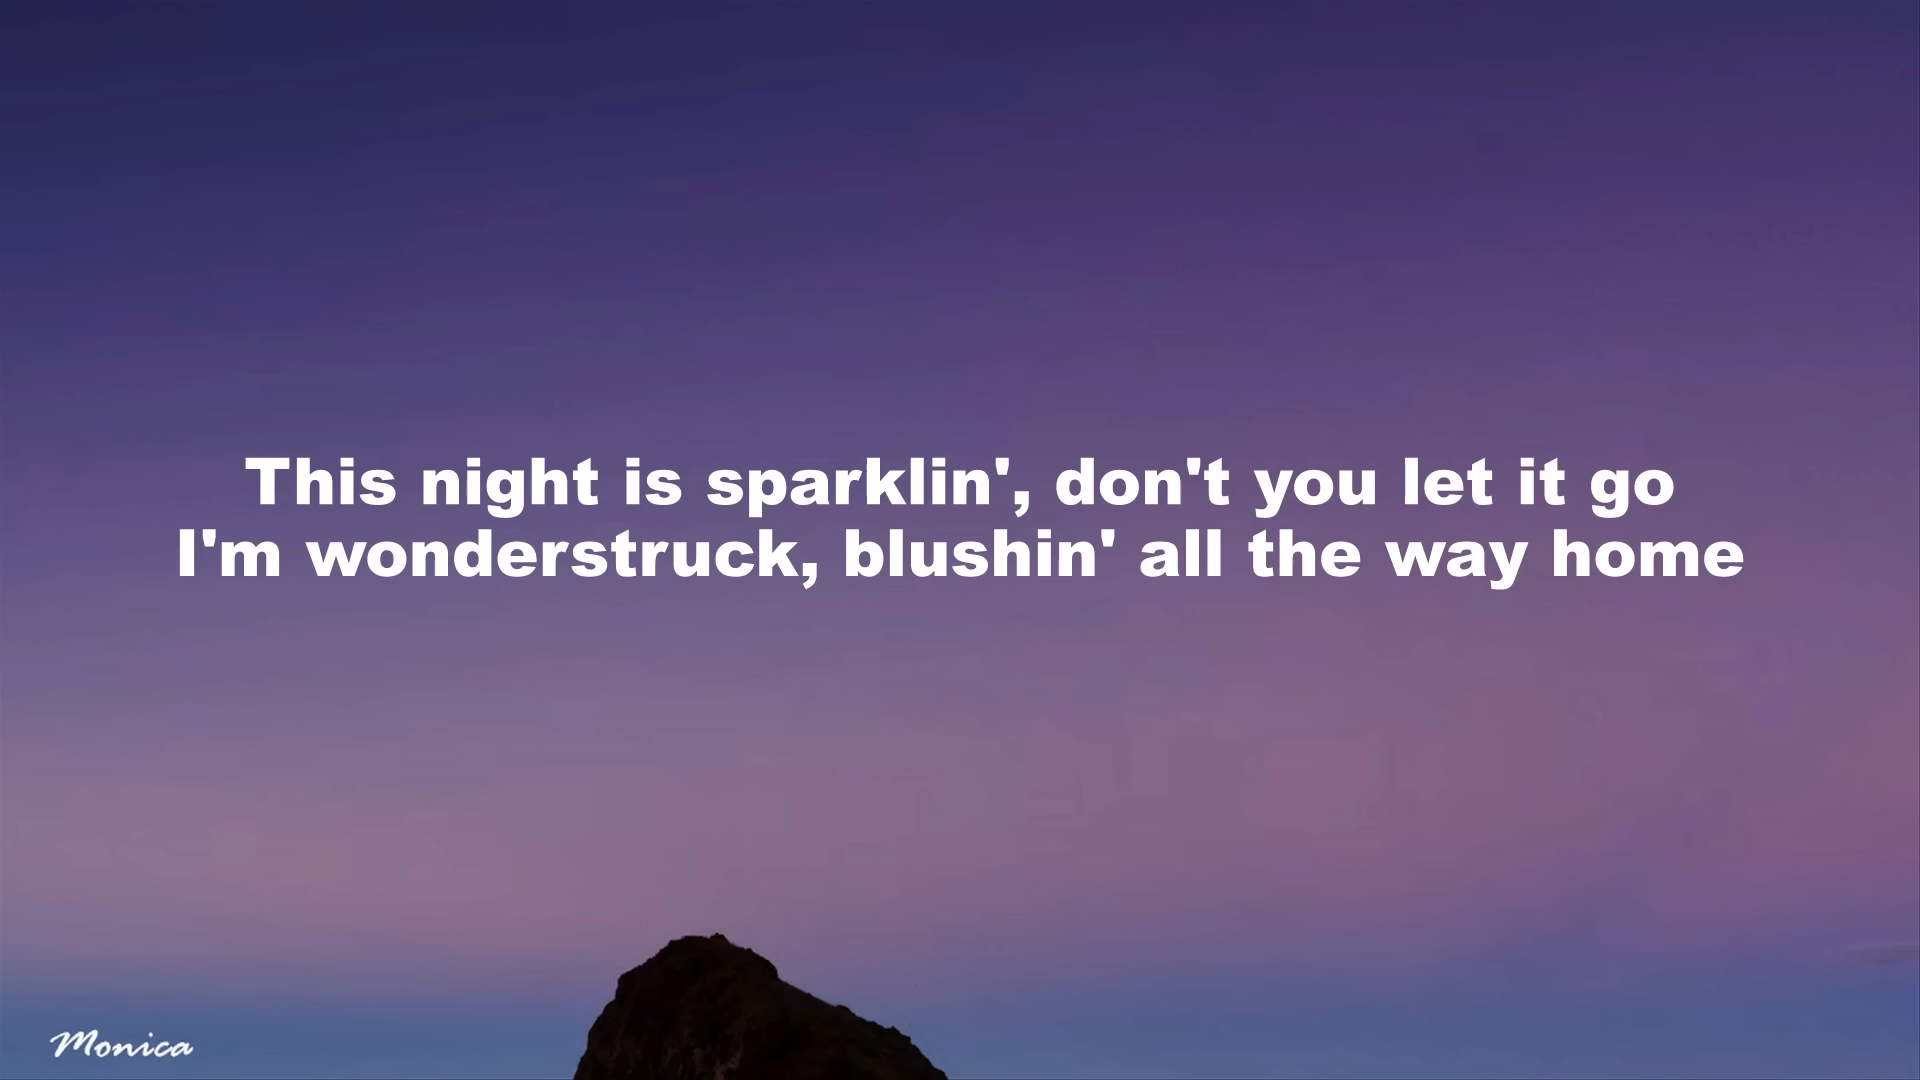 This night is sparklin', don't you let it go
I'm wonderstruck, blushin' all the way home
Monica